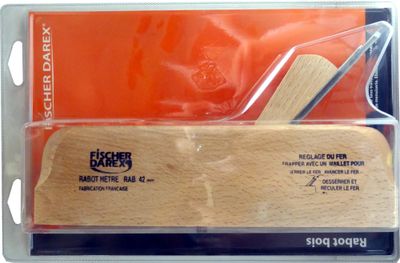 FISCHER DAREX®
FISCHER
DAREX
RABOT METRE RAB. 42 mm
FABRICATION FRANCAISE
REGLAGE DU FER
FRAPPER AVEC UN MAILLET POUR
SERRER LE FER AVANCER LE FER
DESSERRER ET
RECULER LE FER
Rabot bois